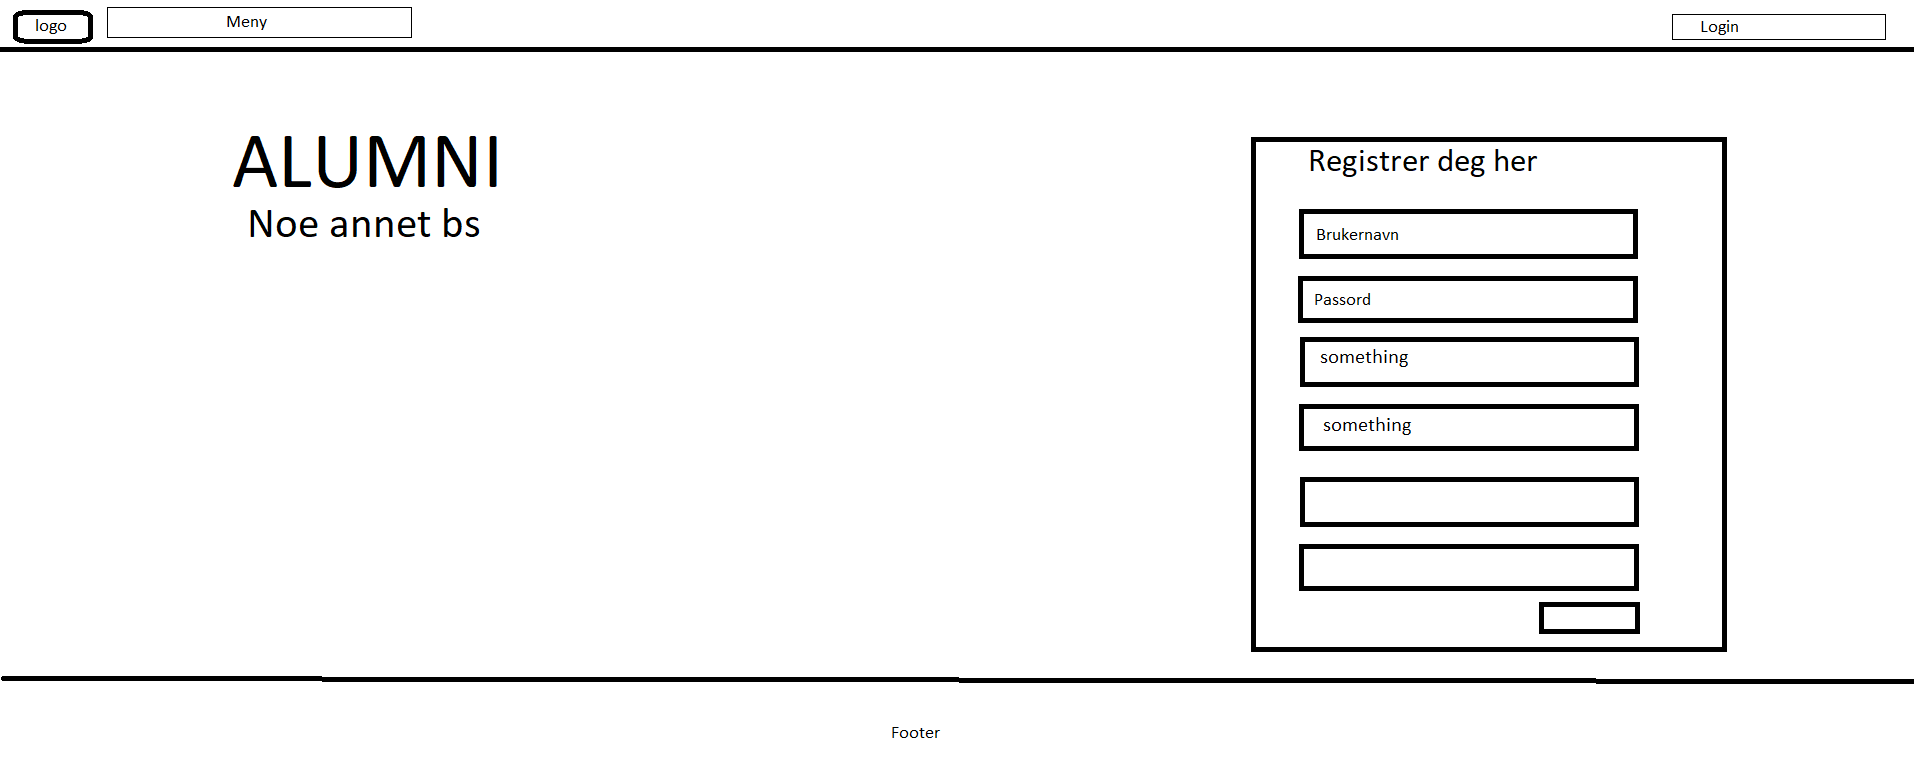 logo
Meny
Login
ALUMNI
Noe annet bs
Registrer deg her
Brukernavn
Passord
something
something
Footer